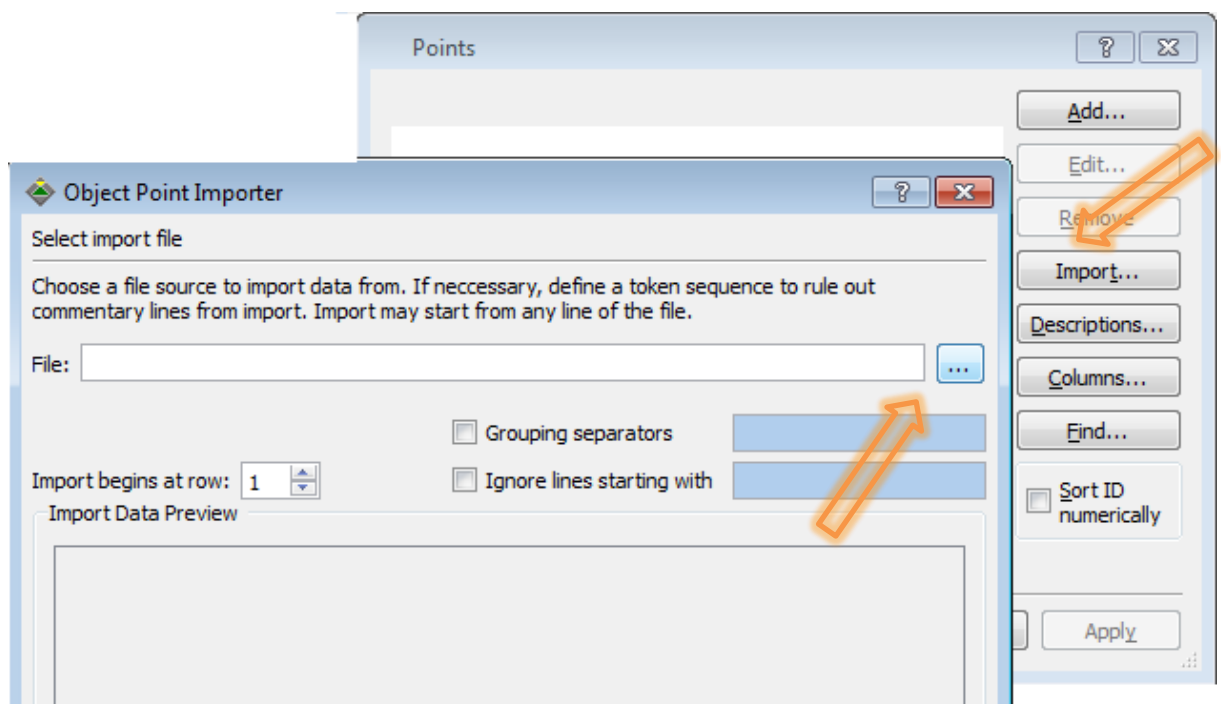 Points
Add...
Edit...
Remove
Import...
Descriptions...
Columns...
Find...
Sort ID
numerically
Apply
Object Point Importer
Select import file
Choose a file source to import data from. If neccessary, define a token sequence to rule out
commentary lines from import. Import may start from any line of the file.
File:
...
Grouping separators
Import begins at row: 1
Ignore lines starting with
Import Data Preview